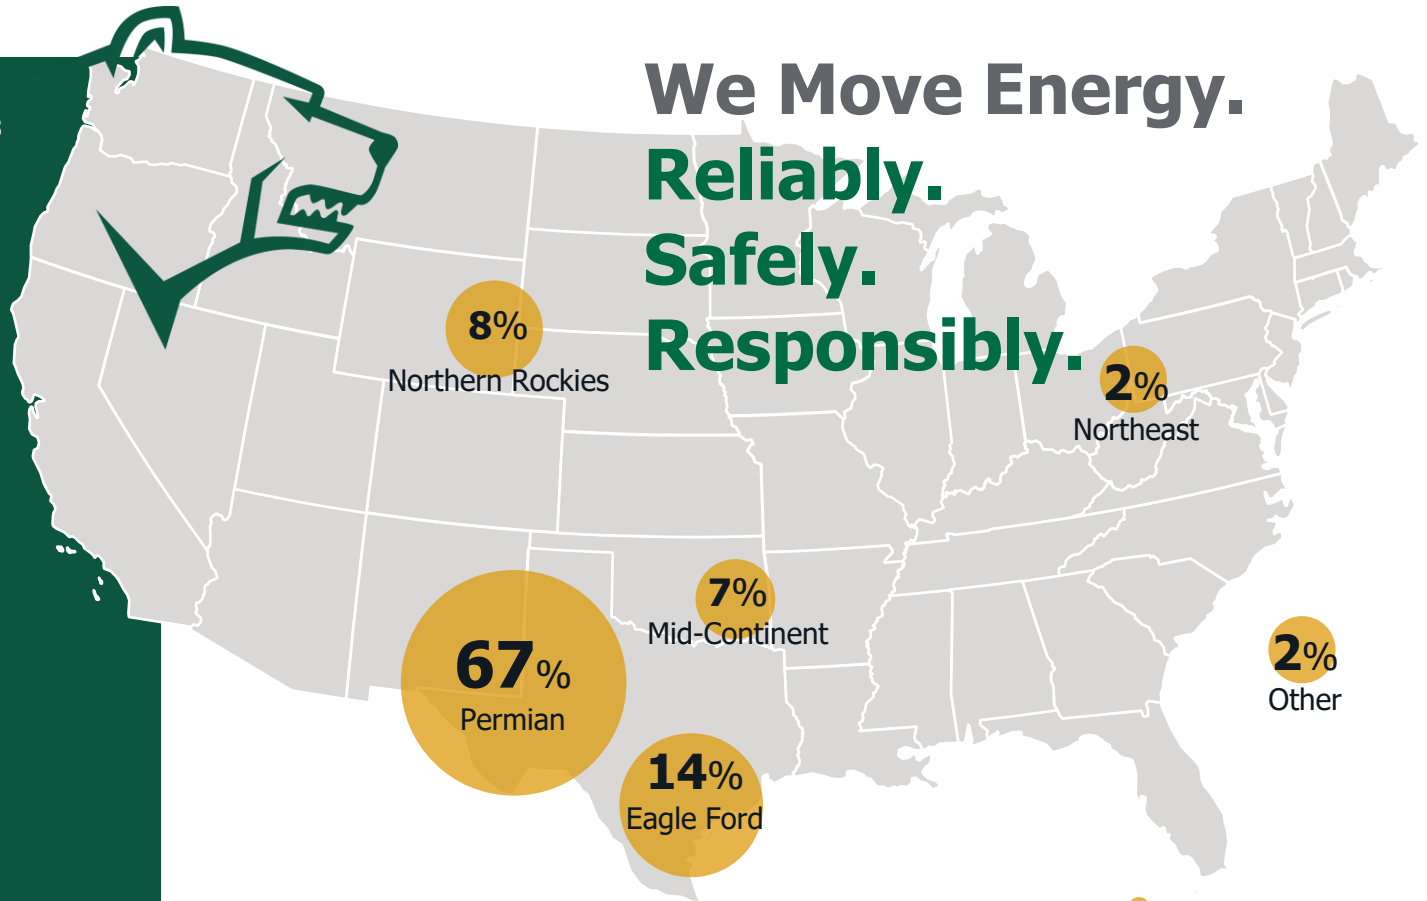 We Move Energy.
Reliably.
Safely.
Responsibly.
8%
Northern Rockies
2%
Northeast
7%
Mid-Continent
67%
Permian
2%
Other
14%
Eagle Ford